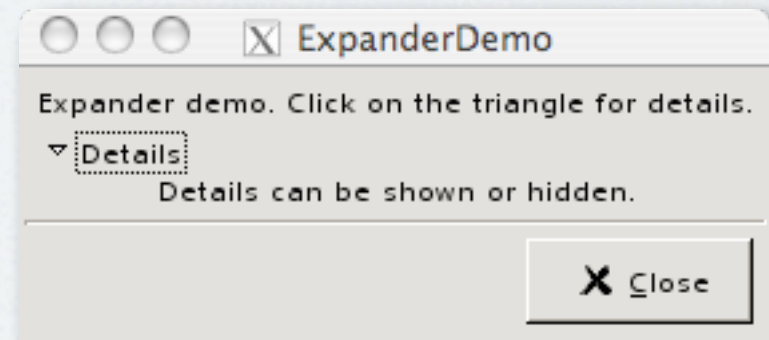 ExpanderDemo
Expander demo. Click on the triangle for details.
Details
Details can be shown or hidden.
Close